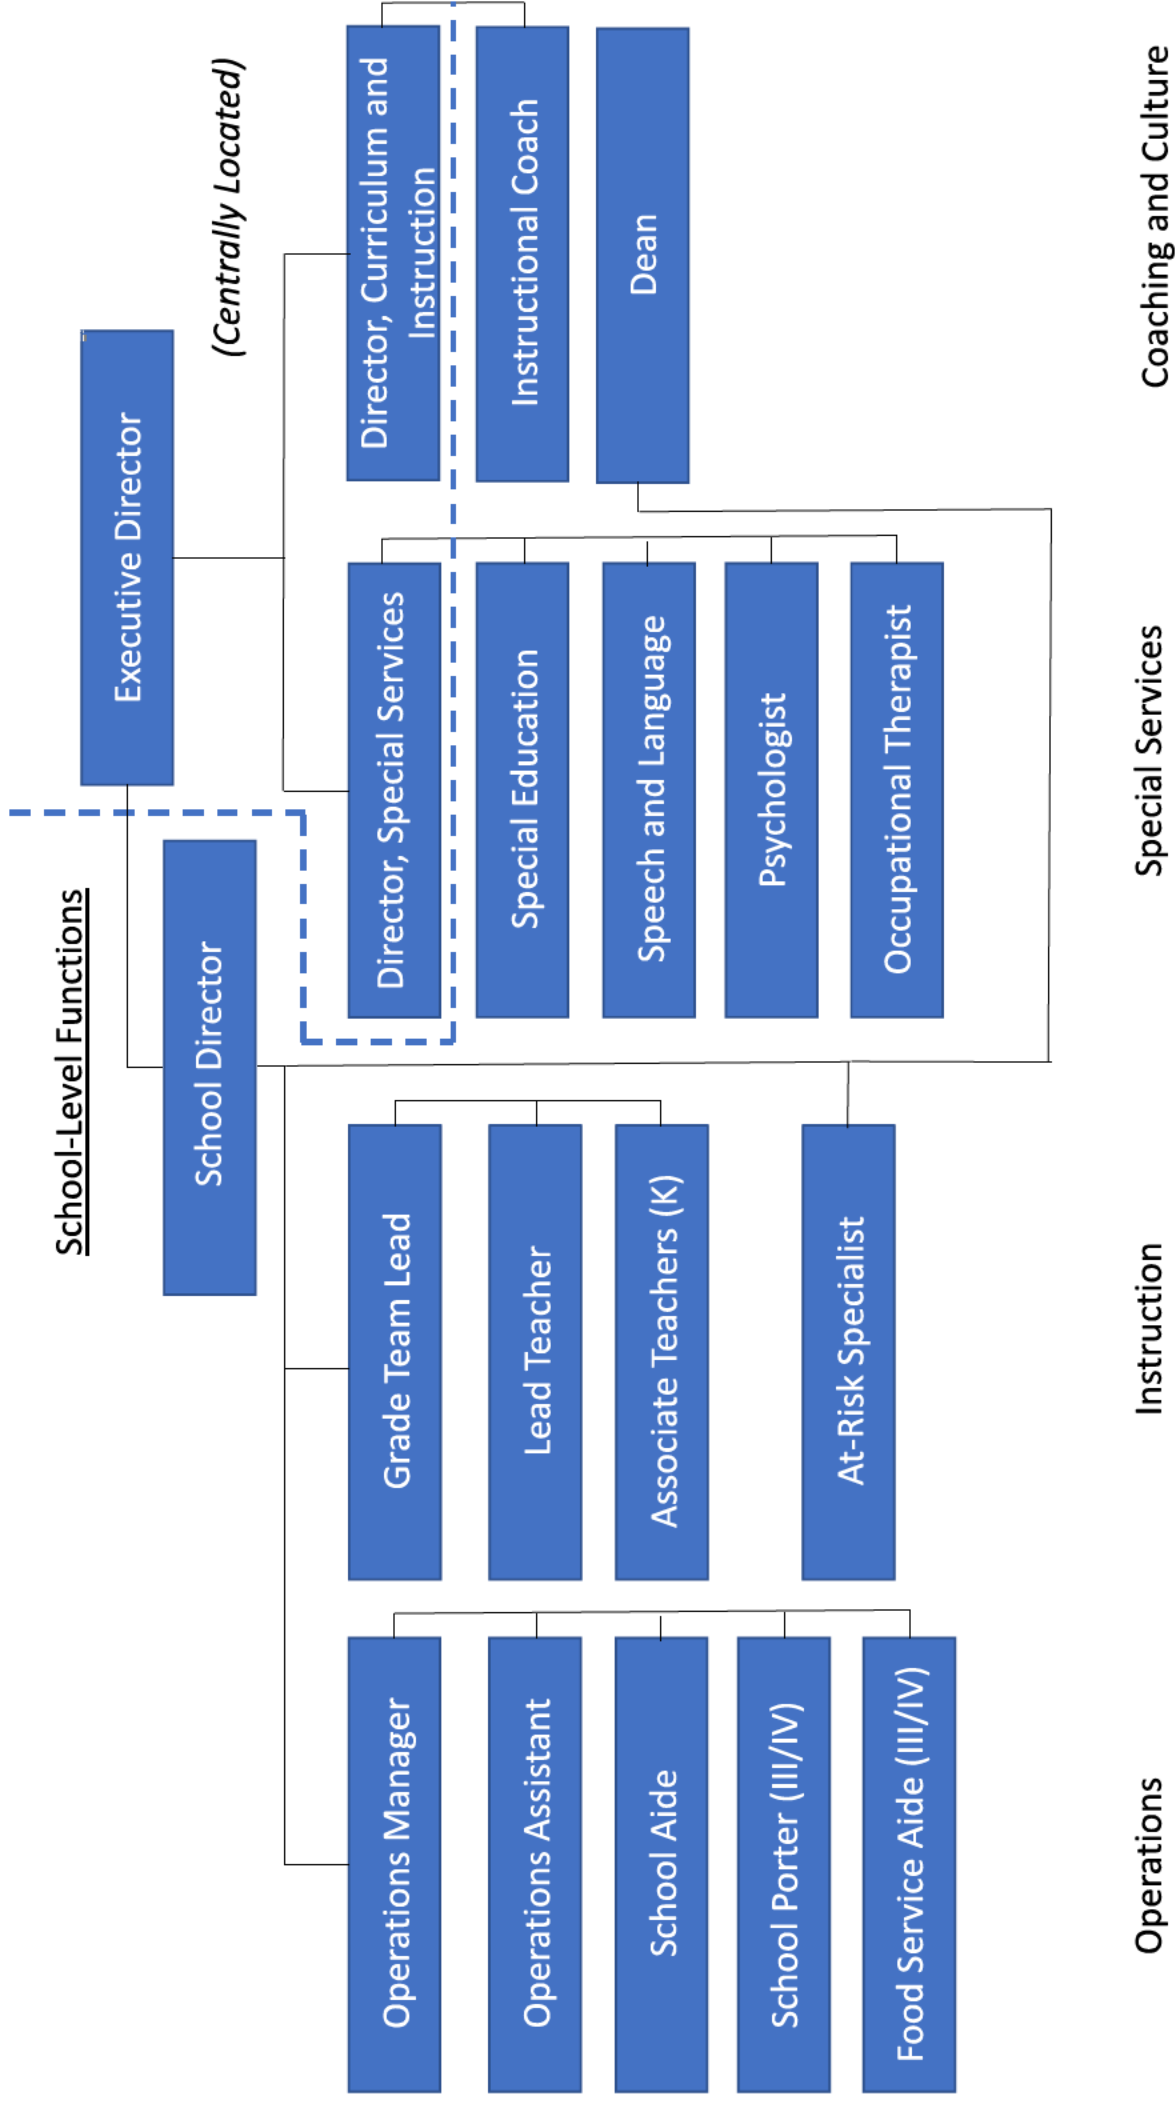 School-Level Functions
Executive Director
(Centrally Located)
School Director
Operations Manager
Operations Assistant
School Aide
School Porter (III/IV)
Food Service Aide (III/IV)
Grade Team Lead
Lead Teacher
Associate Teachers (K)
At-Risk Specialist
Director, Special Services
Special Education
Speech and Language
Psychologist
Occupational Therapist
Director, Curriculum and
Instruction
Instructional Coach
Dean
Operations
Instruction
Special Services
Coaching and Culture